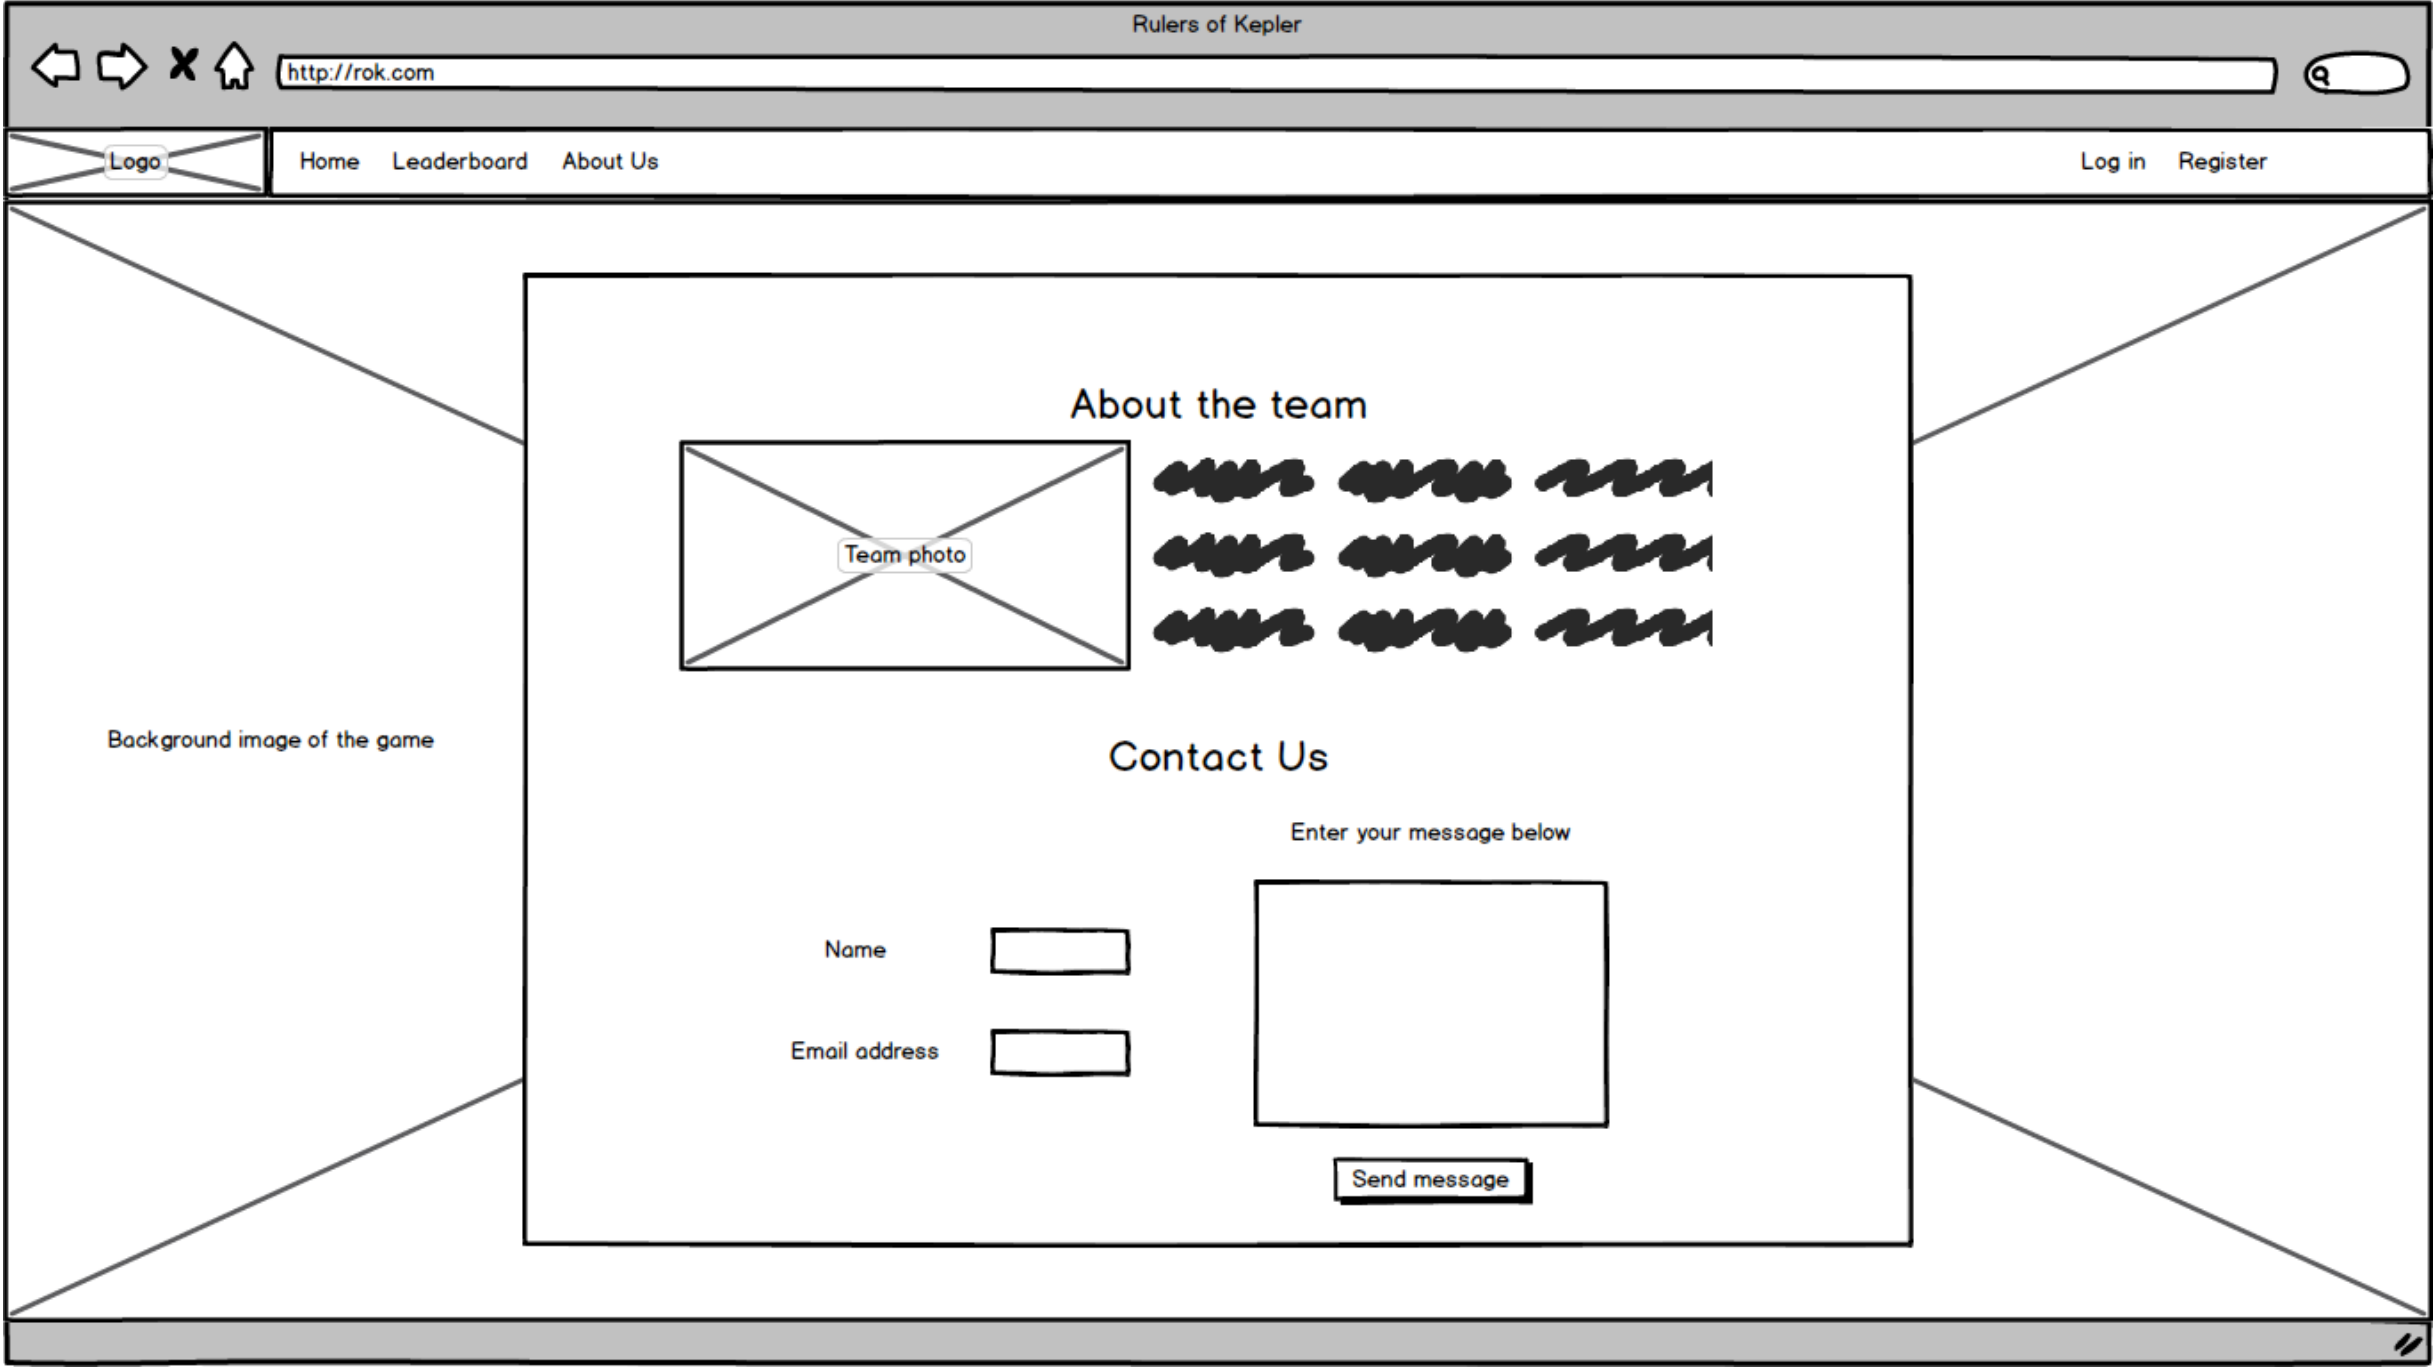 Rulers of Kepler
http://rok.com
Logo
Home Leaderboard About Us Log in Register
About the team
Team photo
Background image of the game
Contact Us
Enter your message below
Name
Email address
Send message